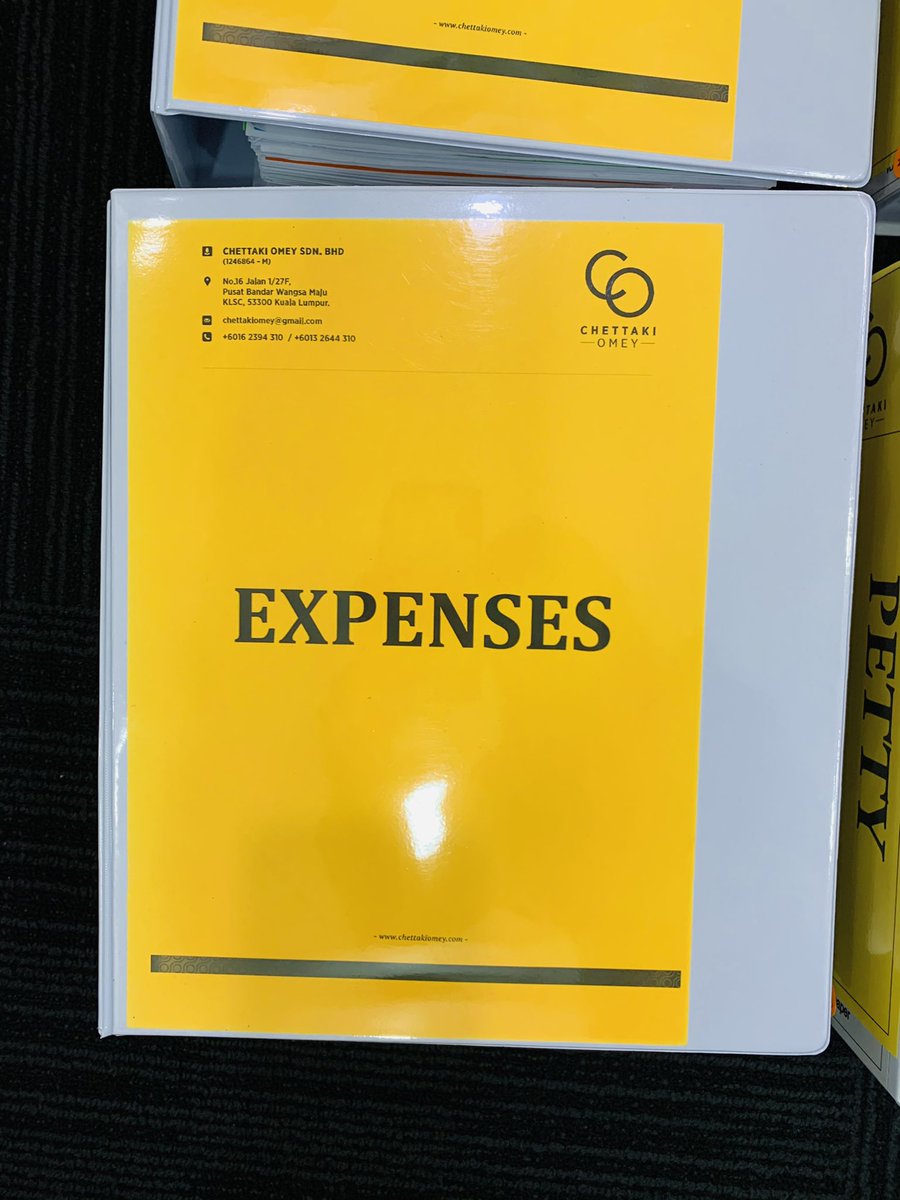 - www.chettakiomey.com -
CHETTAKI OMEY SDN. BHD
(1246864 - M)
No.16 Jalan 1/27F,
Pusat Bandar Wangsa Maju
KLSC, 53300 Kuala Lumpur.
chettakiomey@gmail.com
+6016 2394 310 / +6013 2644 310
CO
CHETTAKI
OMEY
EXPENSES
- www.chettakiomey.com -
PETTY